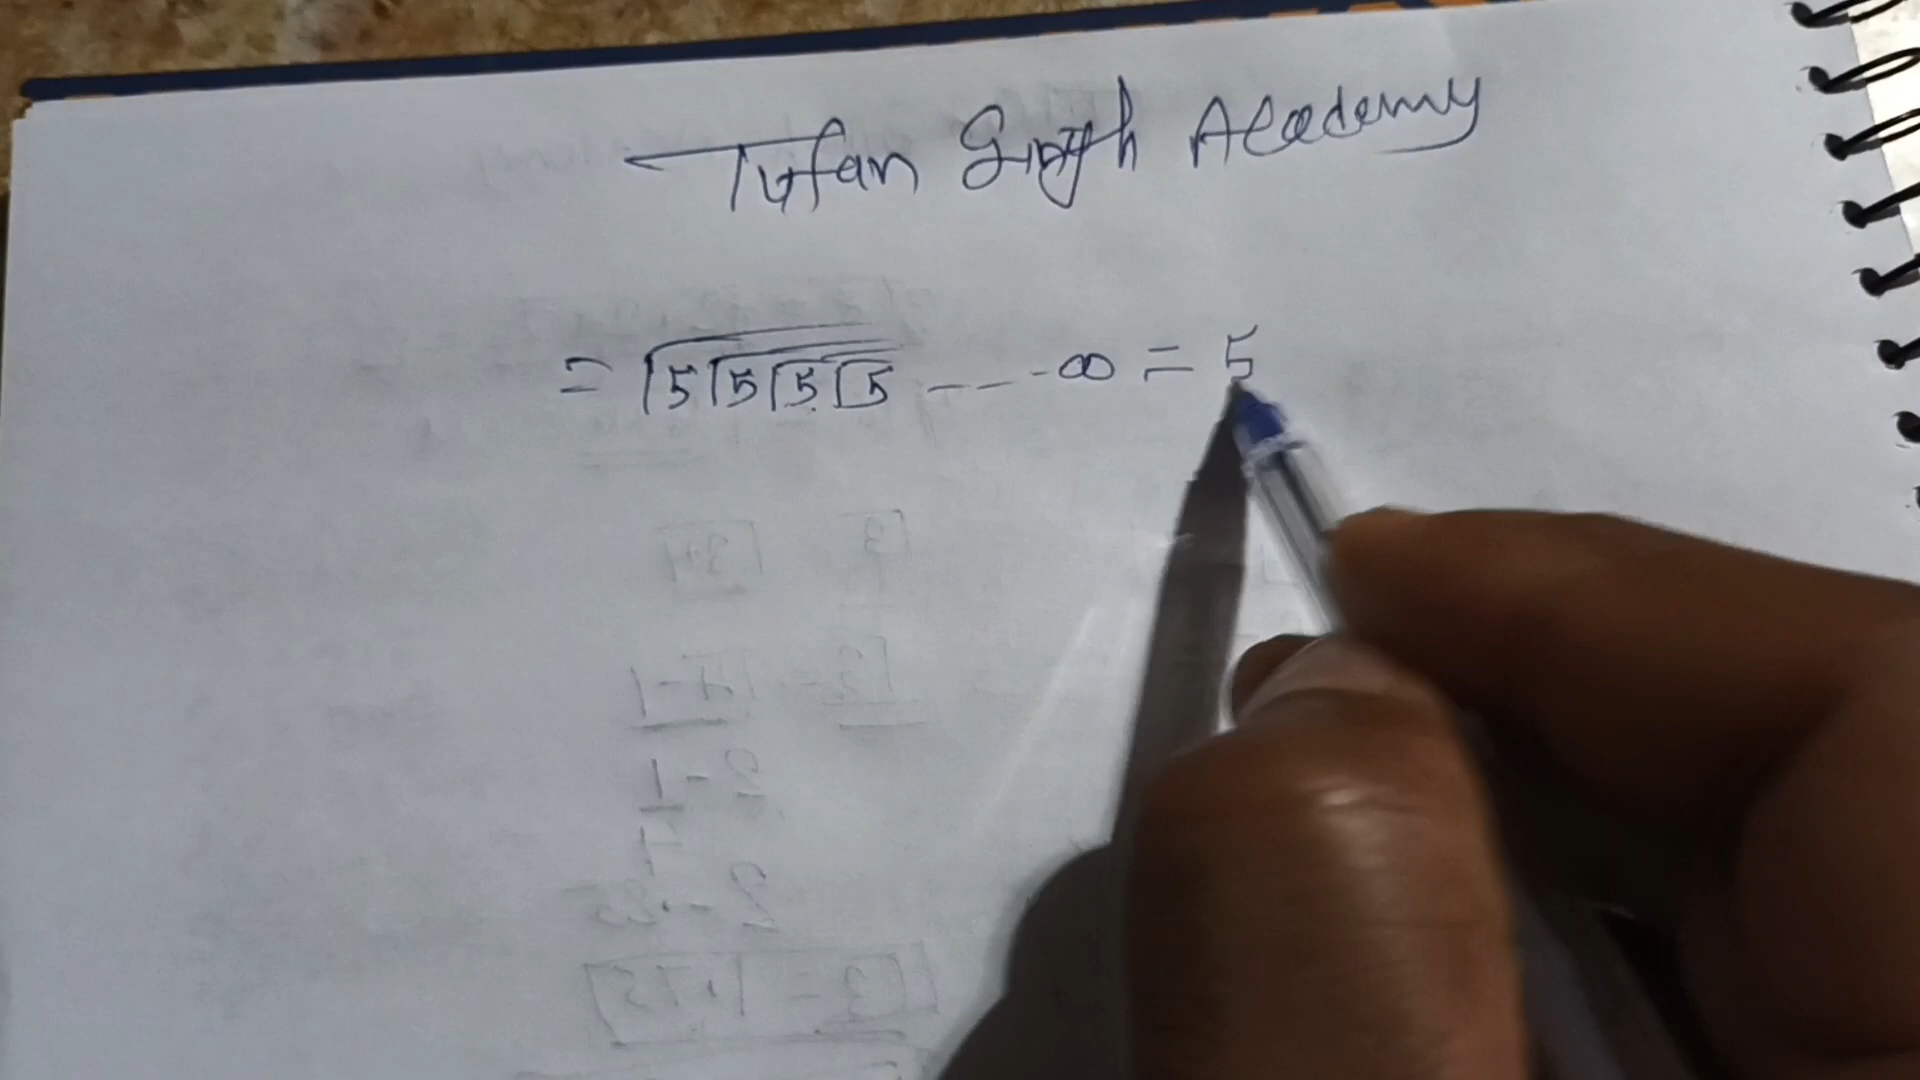 Tufan Singh Academy
= √5√5√5√5 ---∞ = 5